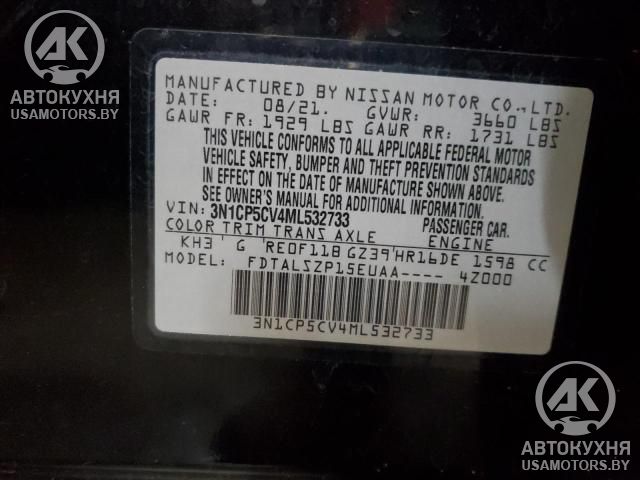 AK
АВТОКУХНЯ
USAMOTORS.BY
MANUFACTURED BY NISSAN MOTOR CO.,LTD.
DATE: 08/21. GVWR: 3660 LBS
GAWR FR: 1929 LBS GAWR RR: 1731 LBS
THIS VEHICLE CONFORMS TO ALL APPLICABLE FEDERAL MOTOR
VEHICLE SAFETY, BUMPER AND THEFT PREVENTION STANDARDS
IN EFFECT ON THE DATE OF MANUFACTURE SHOWN ABOVE.
SEE OWNER'S MANUAL FOR ADDITIONAL INFORMATION.
VIN: 3N1CP5CV4ML532733 PASSENGER CAR.
COLOR TRIM TRANS AXLE ENGINE
KH3 G RE0F11B GZ39 HR16DE 1598 CC
FDTALSZP15EUAA---- 4Z000
3N1CP5CV4ML532733
AK
АВТОКУХНЯ
USAMOTORS.BY